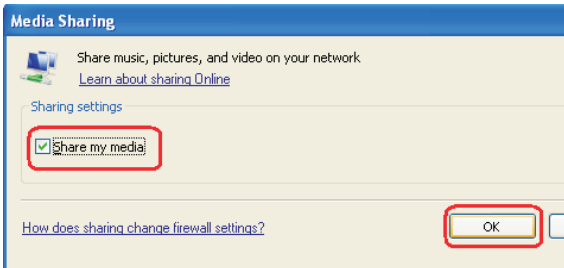 Media Sharing
Share music, pictures, and video on your network
Learn about sharing Online
Sharing settings
Share my media
How does sharing change firewall settings?
OK